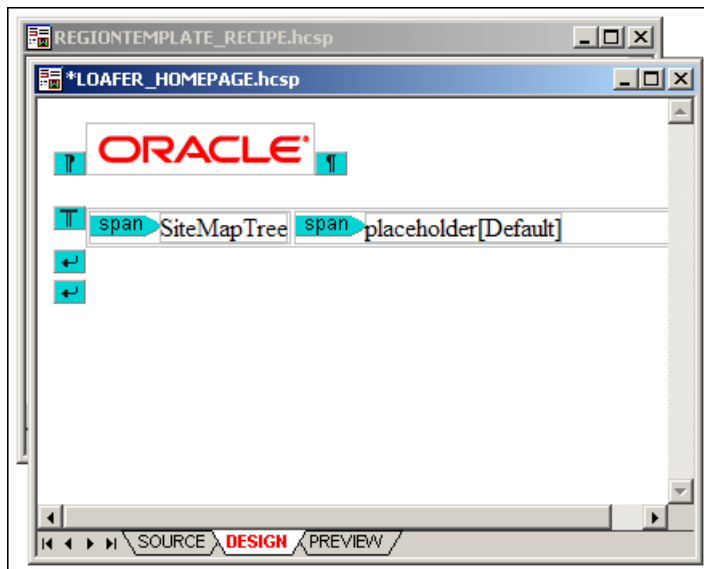 REGIONTEMPLATE_RECIPE.hcsp
*LOAFER_HOMEPAGE.hcsp
ORACLE
span SiteMapTree span placeholder[Default]
SOURCE DESIGN PREVIEW